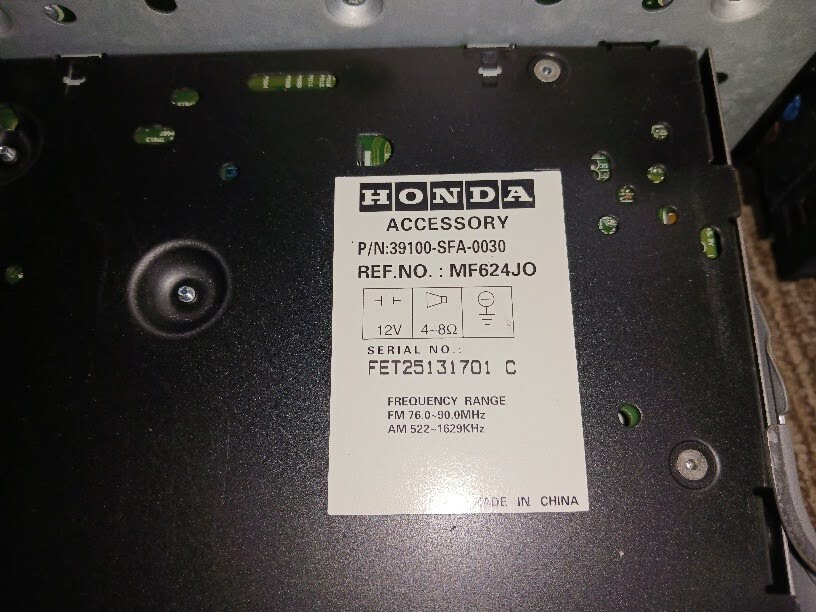 HONDA
ACCESSORY
P/N:39100-SFA-0030
REF.NO. : MF624JO
12V 4~8Ω
SERIAL NO.:
FET25131701 C
FREQUENCY RANGE
FM 76.0~90.0MHz
AM 522~1629KHz
MADE IN CHINA